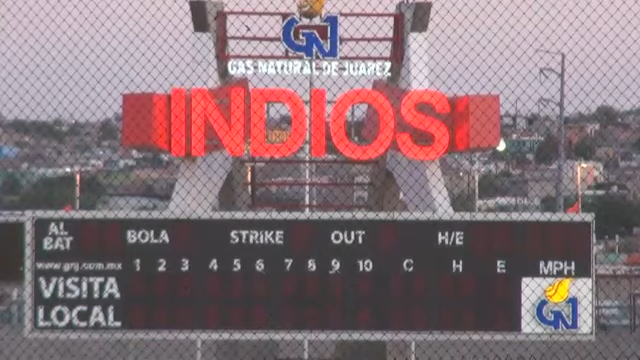 GN
GAS NATURAL DE JUAREZ
INDIOS
AL BAT BOLA STRIKE OUT H/E
www.gnj.com.mx 1 2 3 4 5 6 7 8 9 10 C H E MPH
VISITA
LOCAL
GN